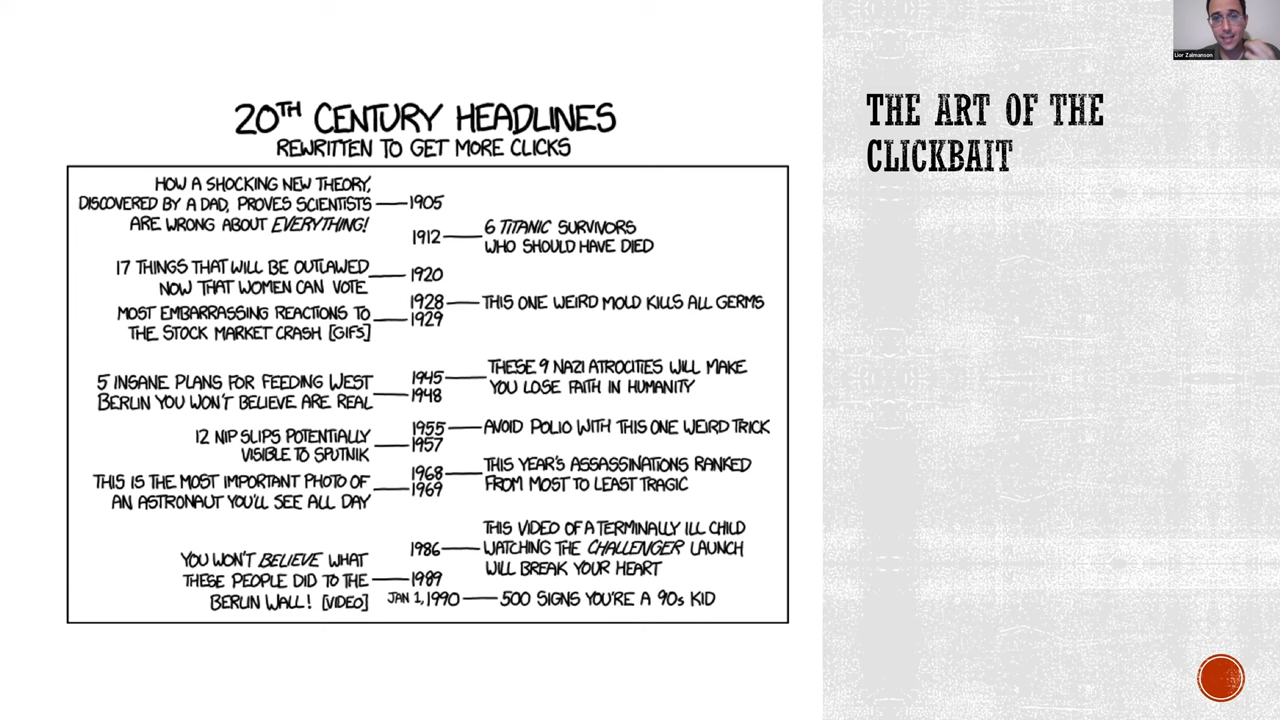 20TH CENTURY HEADLINES
REWRITTEN TO GET MORE CLICKS
HOW A SHOCKING NEW THEORY,
DISCOVERED BY A DAD, PROVES SCIENTISTS
ARE WRONG ABOUT EVERYTHING!
1905
1912
6 TITANIC SURVIVORS
WHO SHOULD HAVE DIED
17 THINGS THAT WILL BE OUTLAWED
NOW THAT WOMEN CAN VOTE
1920
1928
THIS ONE WEIRD MOLD KILLS ALL GERMS
MOST EMBARRASSING REACTIONS TO
THE STOCK MARKET CRASH [GIFS]
1929
1945
THESE 9 NAZI ATROCITIES WILL MAKE
YOU LOSE FAITH IN HUMANITY
5 INSANE PLANS FOR FEEDING WEST
BERLIN YOU WON'T BELIEVE ARE REAL
1948
1955
AVOID POLIO WITH THIS ONE WEIRD TRICK
12 NIP SLIPS POTENTIALLY
VISIBLE TO SPUTNIK
1957
1968
THIS YEAR'S ASSASSINATIONS RANKED
FROM MOST TO LEAST TRAGIC
THIS IS THE MOST IMPORTANT PHOTO OF
AN ASTRONAUT YOU'LL SEE ALL DAY
1969
1986
THIS VIDEO OF A TERMINALLY ILL CHILD
WATCHING THE CHALLENGER LAUNCH
WILL BREAK YOUR HEART
YOU WON'T BELIEVE WHAT
THESE PEOPLE DID TO THE
BERLIN WALL! [VIDEO]
1989
JAN 1, 1990
500 SIGNS YOU'RE A 90s KID
THE ART OF THE
CLICKBAIT
Lior Zalmanson